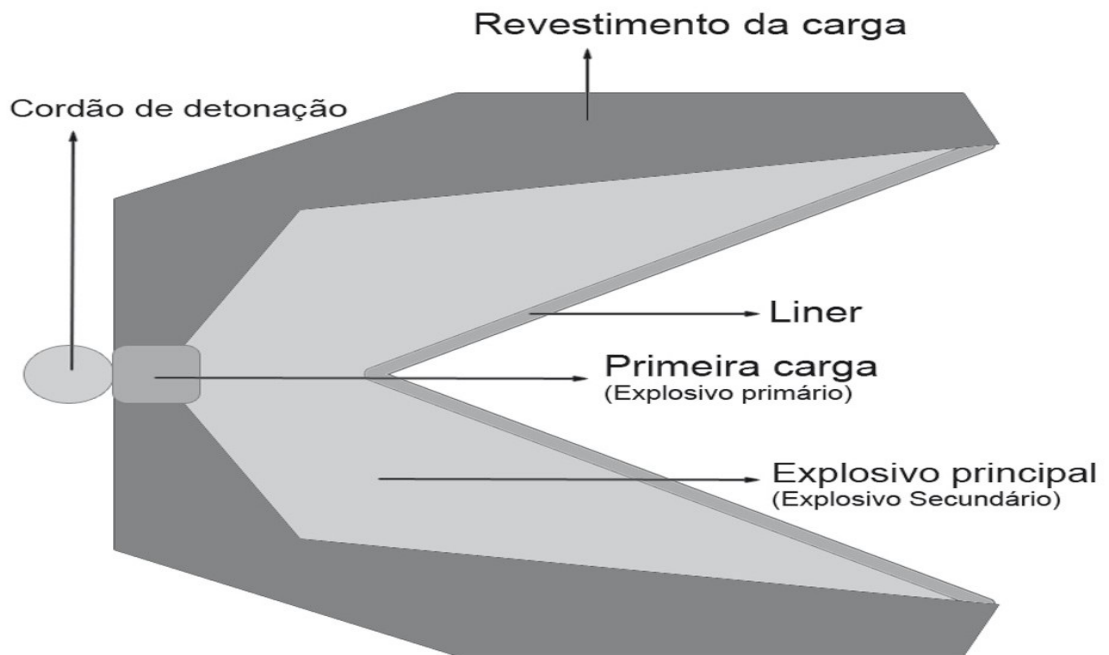 Revestimento da carga
Cordão de detonação
Liner
Primeira carga
(Explosivo primário)
Explosivo principal
(Explosivo Secundário)